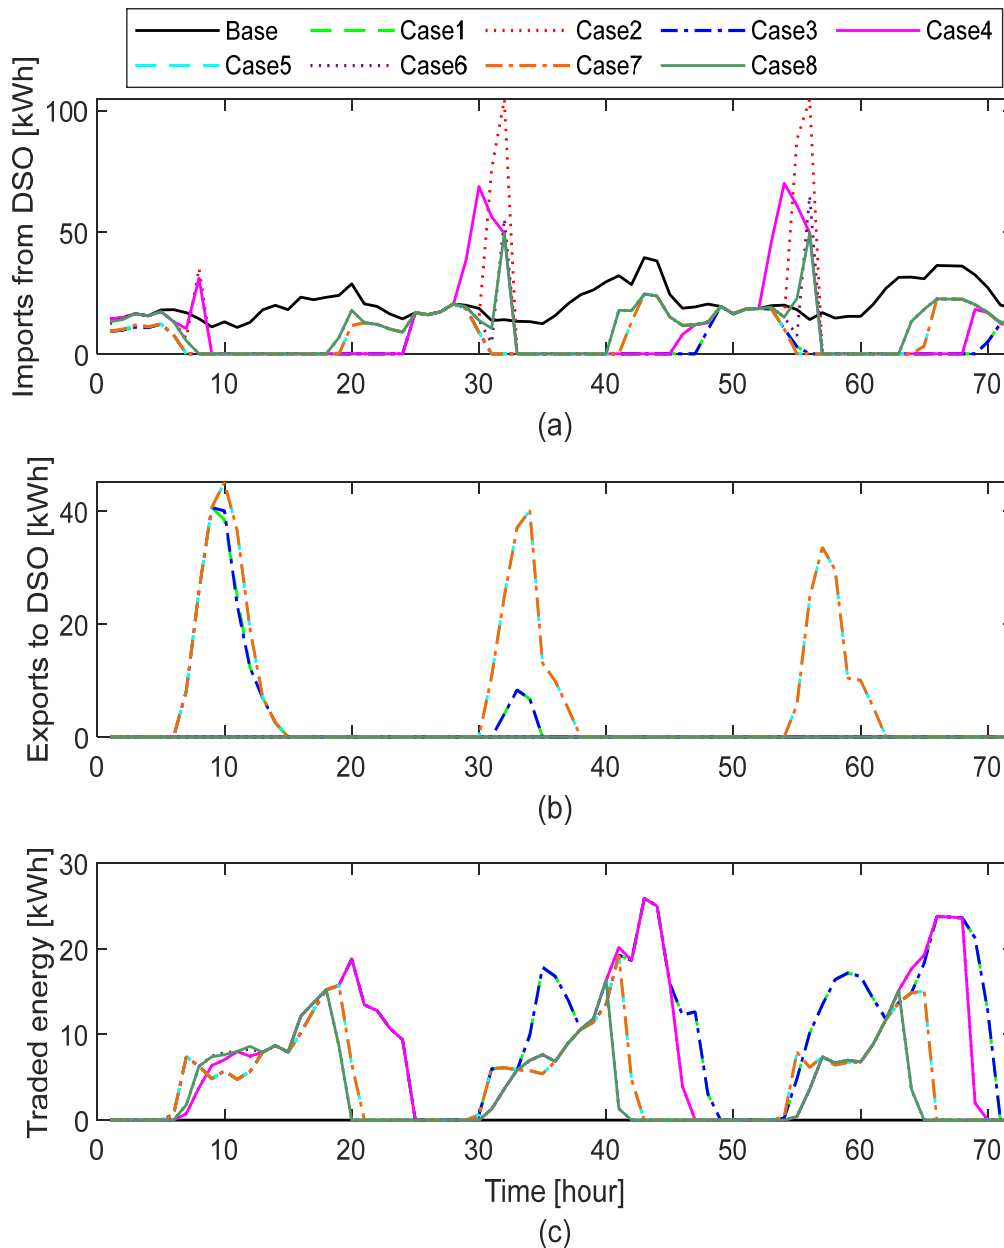 Base Case1 Case2 Case3 Case4
Case5 Case6 Case7 Case8
Imports from DSO [kWh]
100
50
0
0 10 20 30 40 50 60 70
(a)
Exports to DSO [kWh]
40
20
0
0 10 20 30 40 50 60 70
(b)
Traded energy [kWh]
30
20
10
0
0 10 20 30 40 50 60 70
Time [hour]
(c)